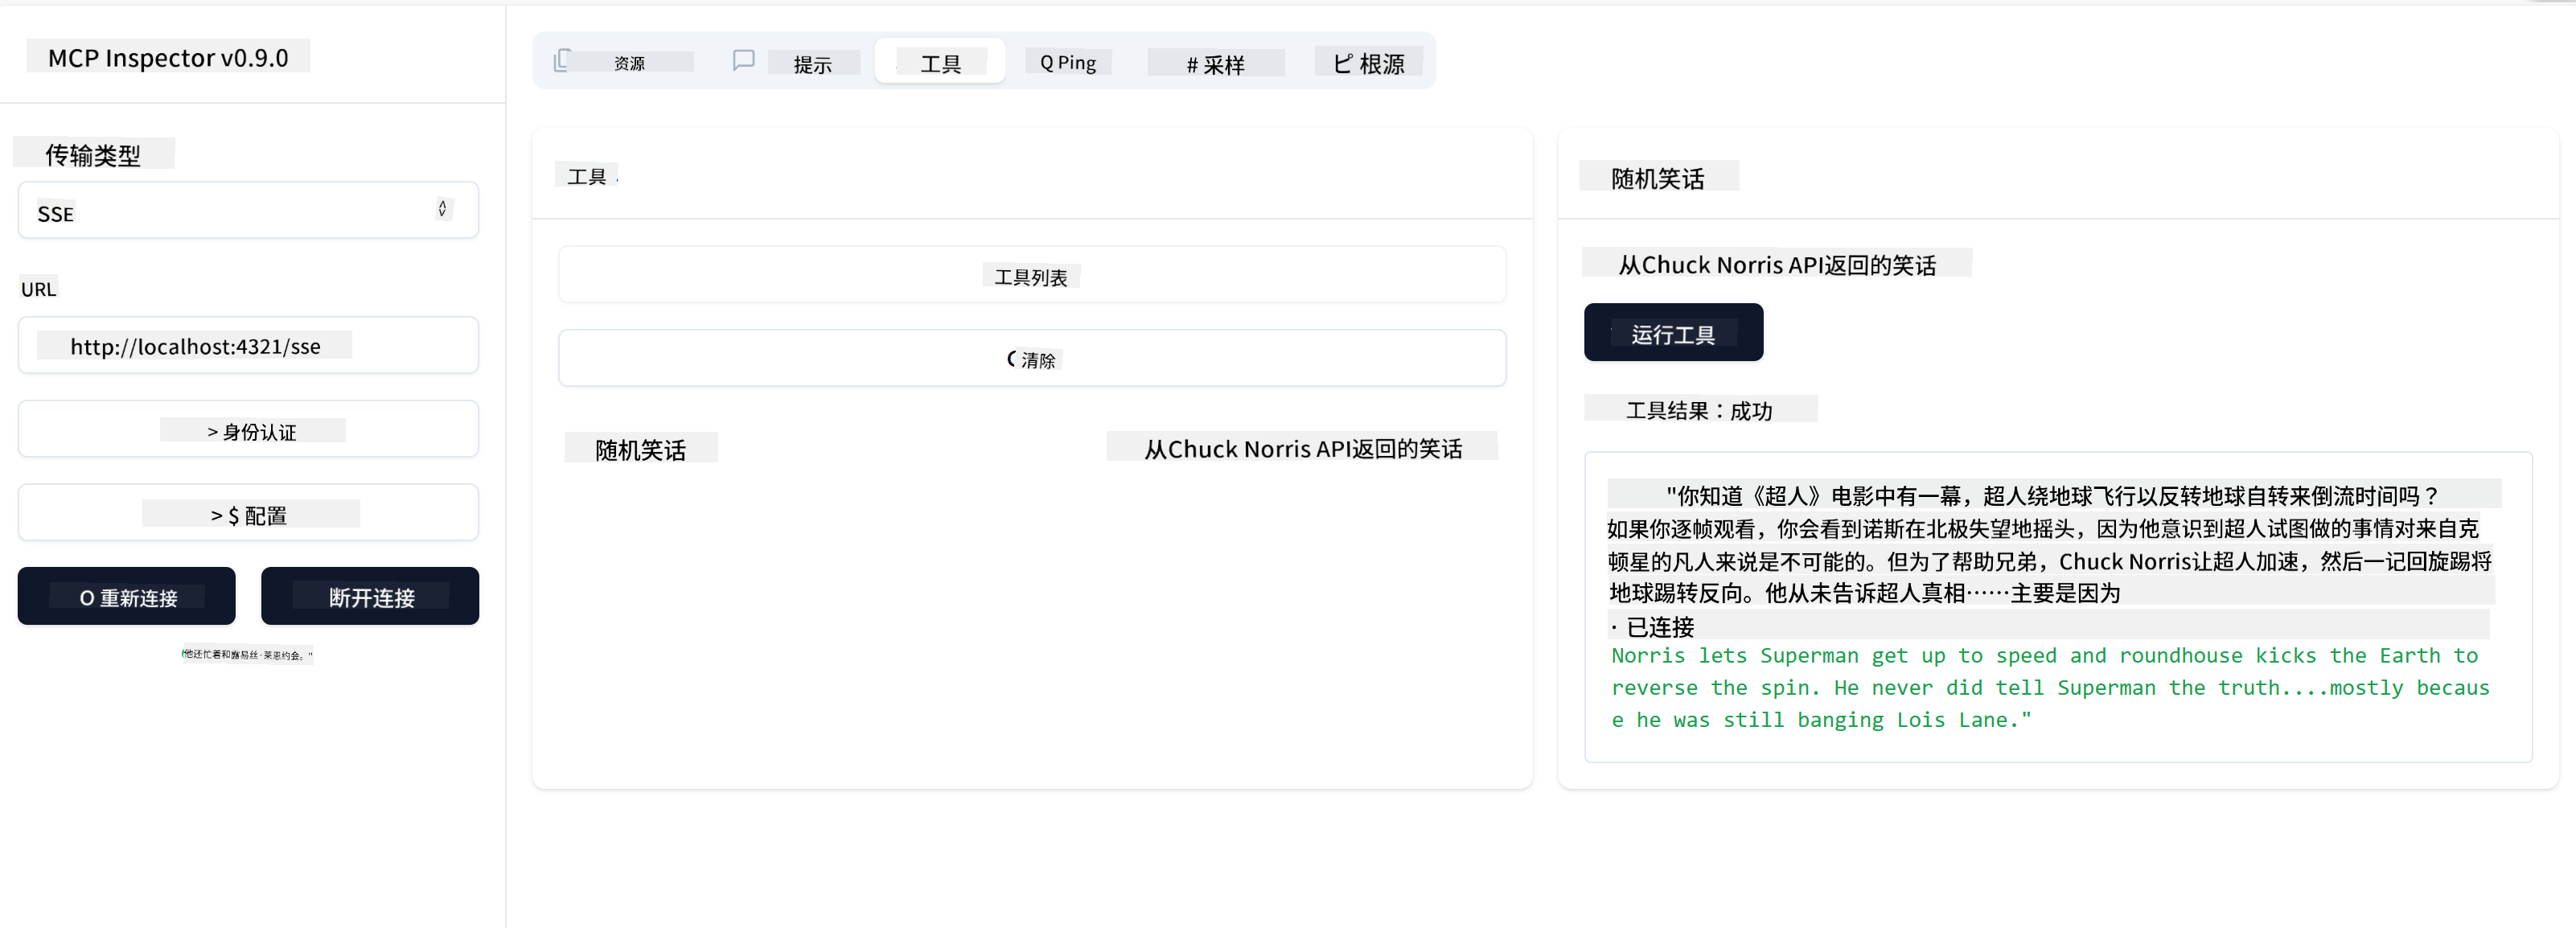 MCP Inspector v0.9.0
资源
提示
工具
Q Ping
# 采样
ピ 根源
传输类型
SSE
URL
http://localhost:4321/sse
> 身份认证
> $ 配置
O 重新连接
断开连接
他还忙着和露易丝·莱恩约会。"
工具
工具列表
清除
随机笑话
从Chuck Norris API返回的笑话
随机笑话
从Chuck Norris API返回的笑话
运行工具
工具结果：成功
"你知道《超人》电影中有一幕，超人绕地球飞行以反转地球自转来倒流时间吗？
如果你逐帧观看，你会看到诺斯在北极失望地摇头，因为他意识到超人试图做的事情对来自克
顿星的凡人来说是不可能的。但为了帮助兄弟，Chuck Norris让超人加速，然后一记回旋踢将
地球踢转反向。他从未告诉超人真相……主要是因为
· 已连接
Norris lets Superman get up to speed and roundhouse kicks the Earth to
reverse the spin. He never did tell Superman the truth....mostly becaus
e he was still banging Lois Lane."